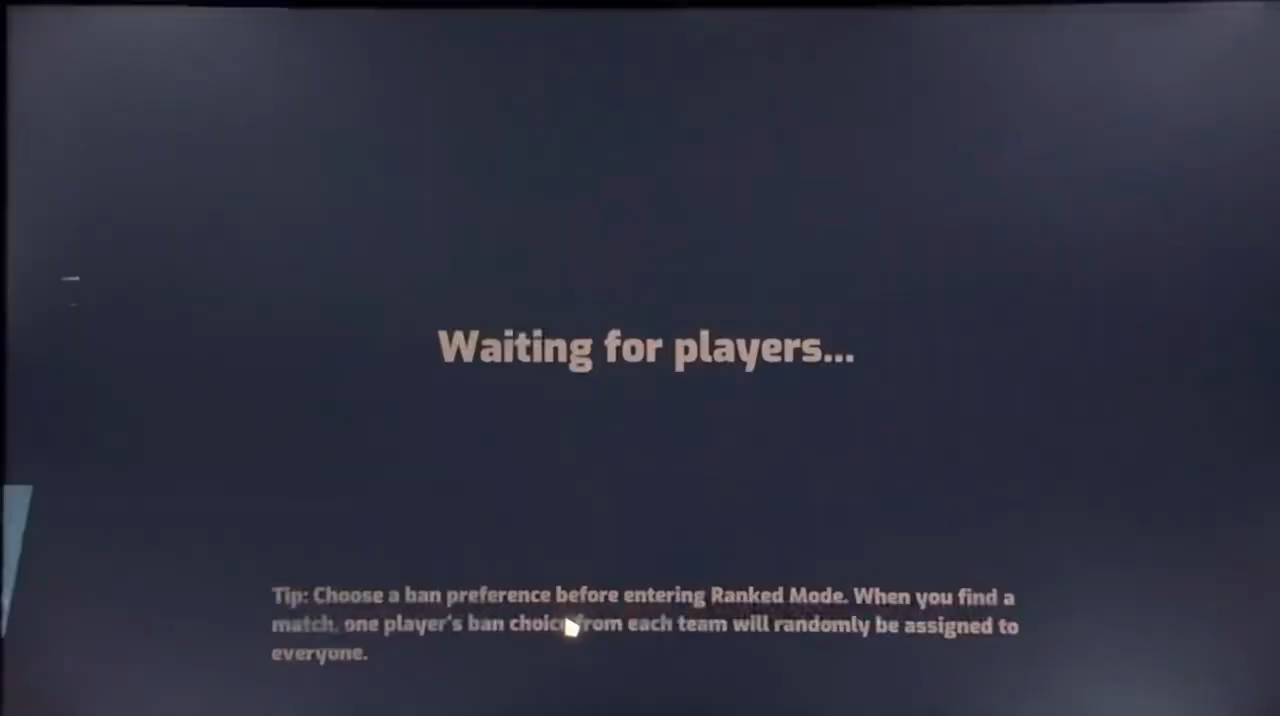 Waiting for players...
Tip: Choose a ban preference before entering Ranked Mode. When you find a
match, one player's ban choice from each team will randomly be assigned to
everyone.